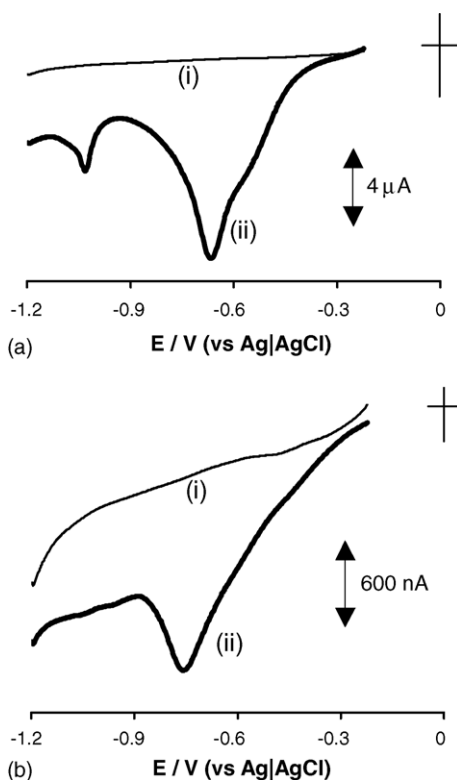 (i)
4 μA
(ii)
-1.2 -0.9 -0.6 -0.3 0
(a) E / V (vs Ag|AgCl)
(i)
600 nA
(ii)
-1.2 -0.9 -0.6 -0.3 0
(b) E / V (vs Ag|AgCl)